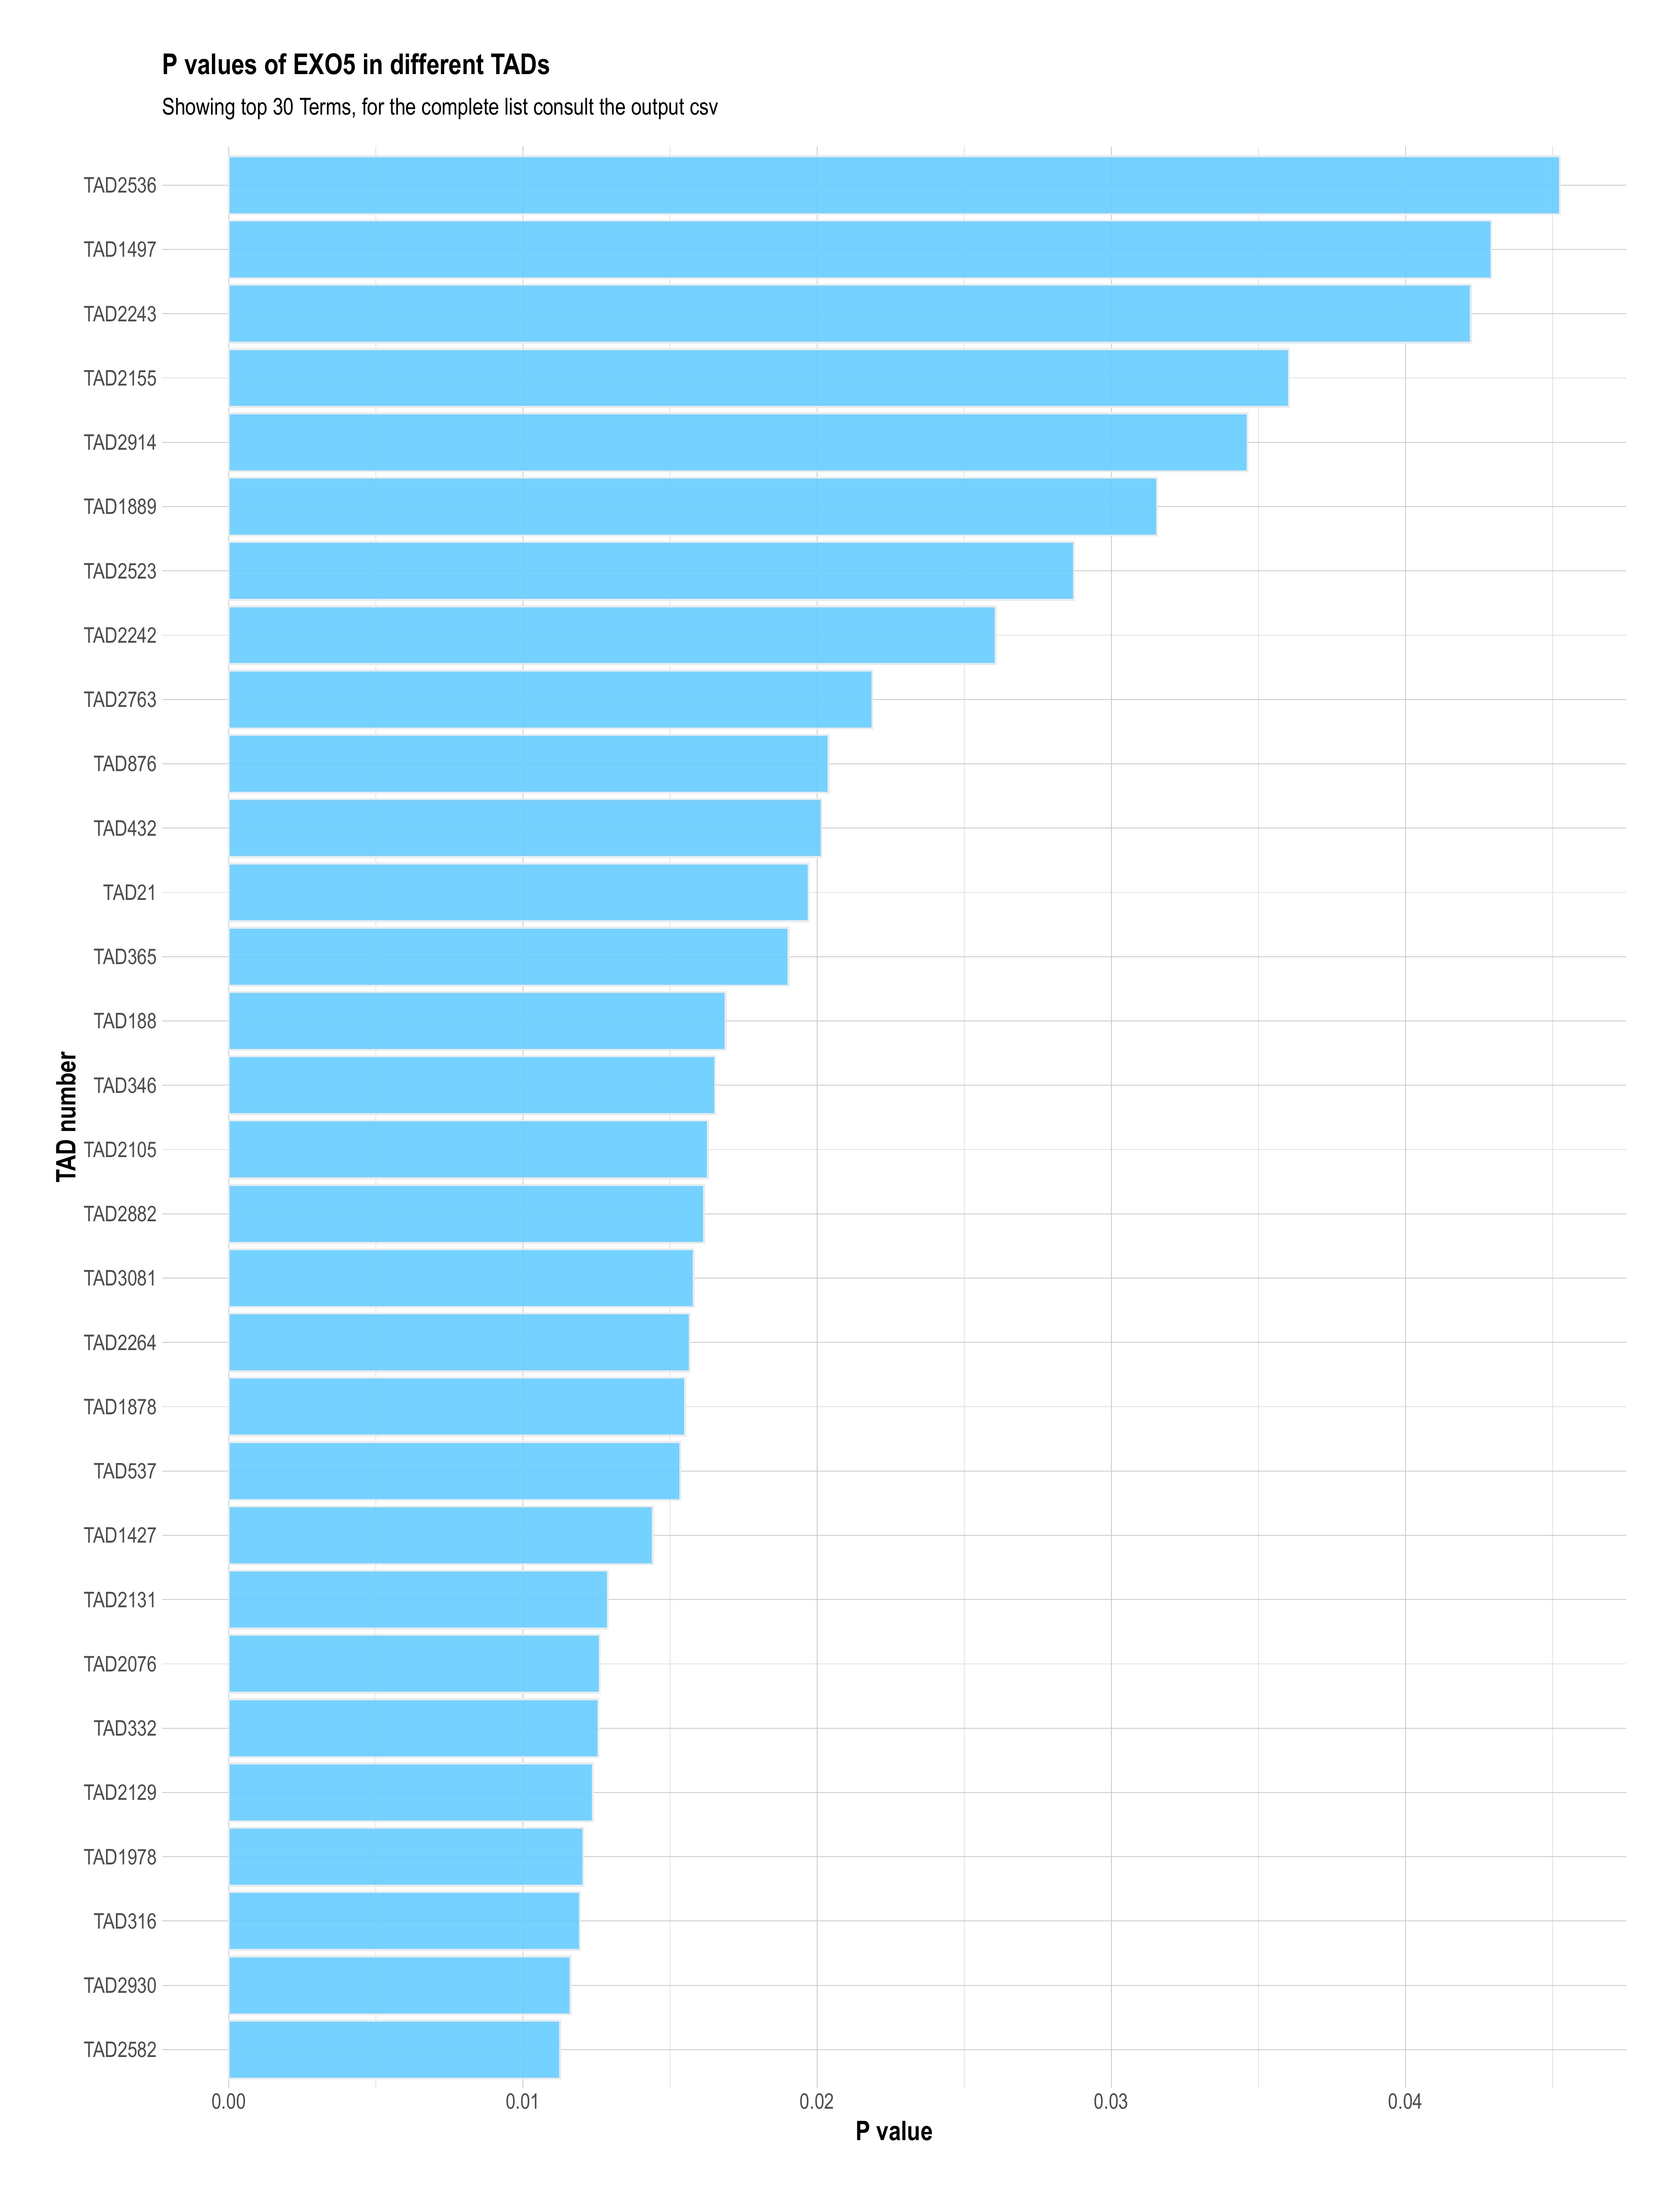 P values of EXO5 in different TADs
Showing top 30 Terms, for the complete list consult the output csv
TAD2536
TAD1497
TAD2243
TAD2155
TAD2914
TAD1889
TAD2523
TAD2242
TAD2763
TAD876
TAD432
TAD21
TAD365
TAD188
TAD346
TAD2105
TAD2882
TAD3081
TAD2264
TAD1878
TAD537
TAD1427
TAD2131
TAD2076
TAD332
TAD2129
TAD1978
TAD316
TAD2930
TAD2582
TAD number
0.00 0.01 0.02 0.03 0.04
P value